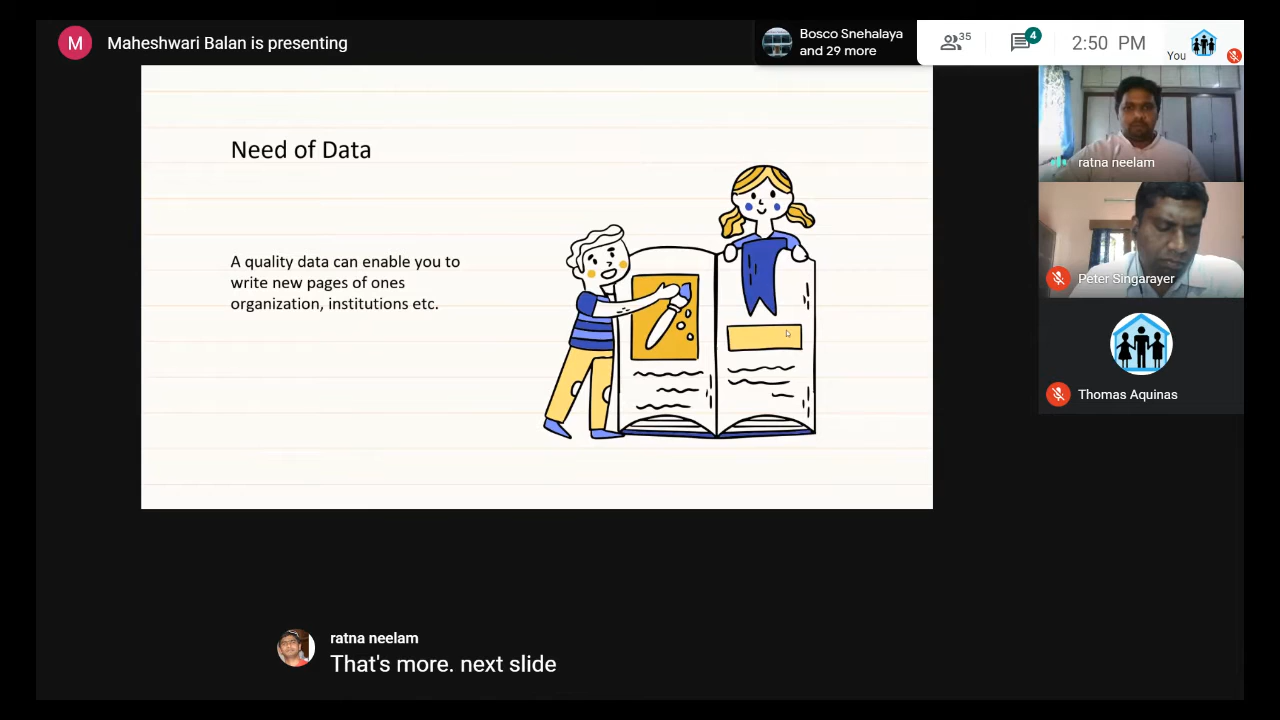 M
Maheshwari Balan is presenting
Bosco Snehalaya
and 29 more
35
4
2:50 PM
You
ratna neelam
Peter Singarayer
Thomas Aquinas
Need of Data
A quality data can enable you to
write new pages of ones
organization, institutions etc.
ratna neelam
That's more. next slide